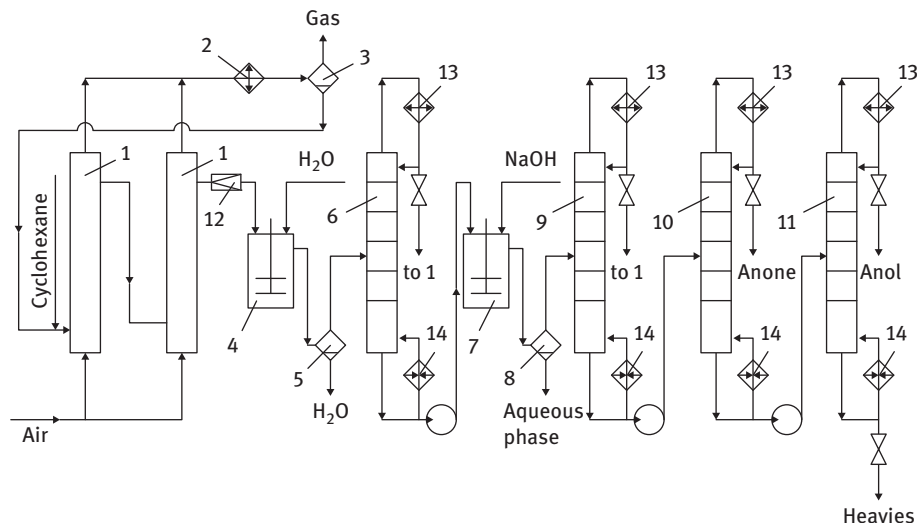 Gas
2
3
13
13
13
13
1
1
H₂O
NaOH
12
6
9
10
11
Cyclohexane
to 1
to 1
Anone
Anol
4
7
5
8
14
14
14
14
H₂O
Aqueous
phase
Air
Heavies